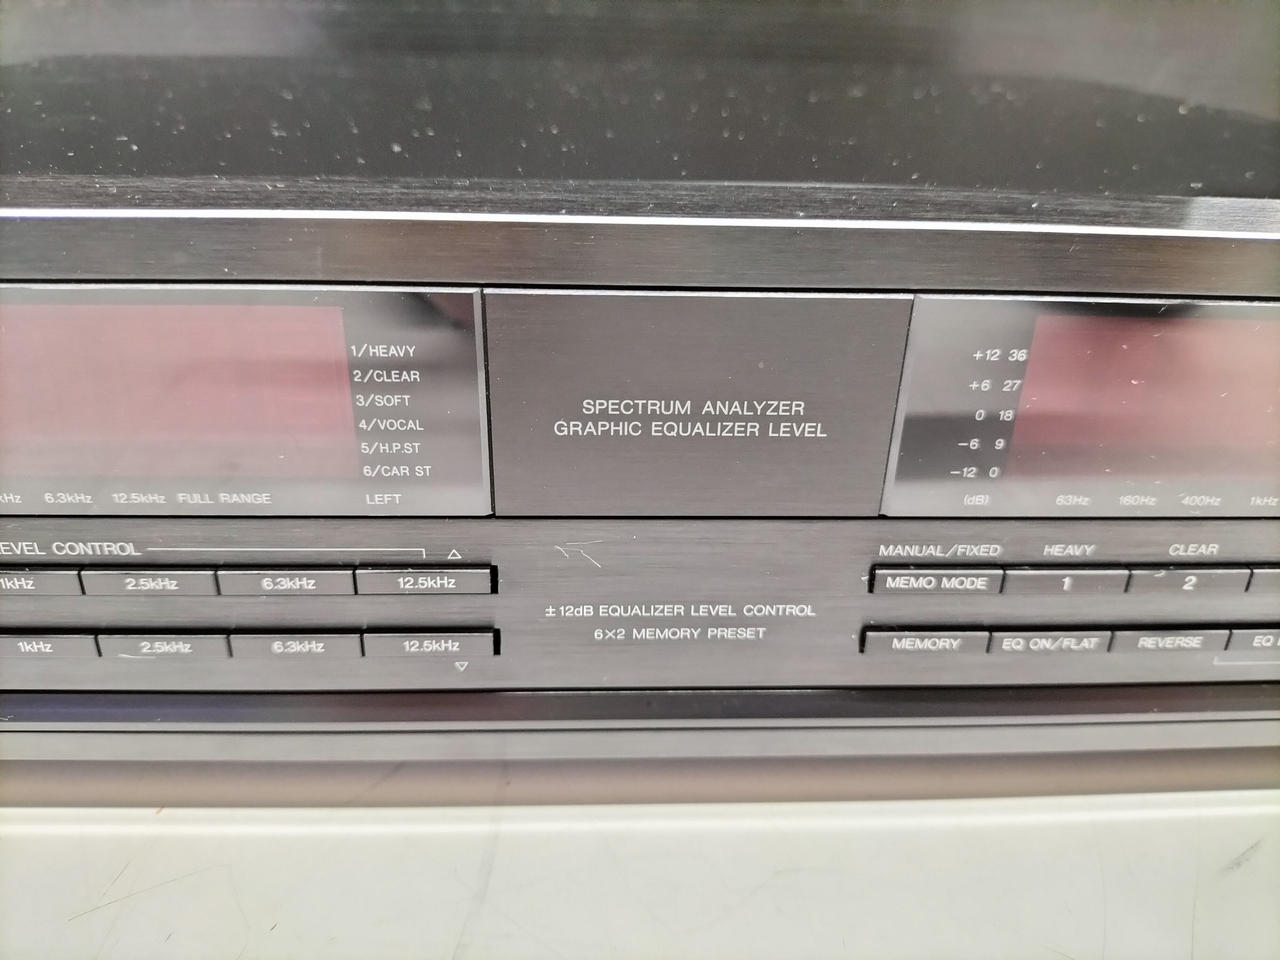 1/HEAVY
2/CLEAR
3/SOFT
4/VOCAL
5/H.P.ST
6/CAR ST
kHz 6.3kHz 12.5kHz FULL RANGE LEFT
SPECTRUM ANALYZER
GRAPHIC EQUALIZER LEVEL
+12 36
+6 27
0 18
-6 9
-12 0
(dB) 63Hz 160Hz 400Hz 1kHz
EVEL CONTROL △
1kHz 2.5kHz 6.3kHz 12.5kHz
1kHz 2.5kHz 6.3kHz 12.5kHz
▽
±12dB EQUALIZER LEVEL CONTROL
6×2 MEMORY PRESET
MANUAL/FIXED HEAVY CLEAR
MEMO MODE 1 2
MEMORY EQ ON/FLAT REVERSE EQ